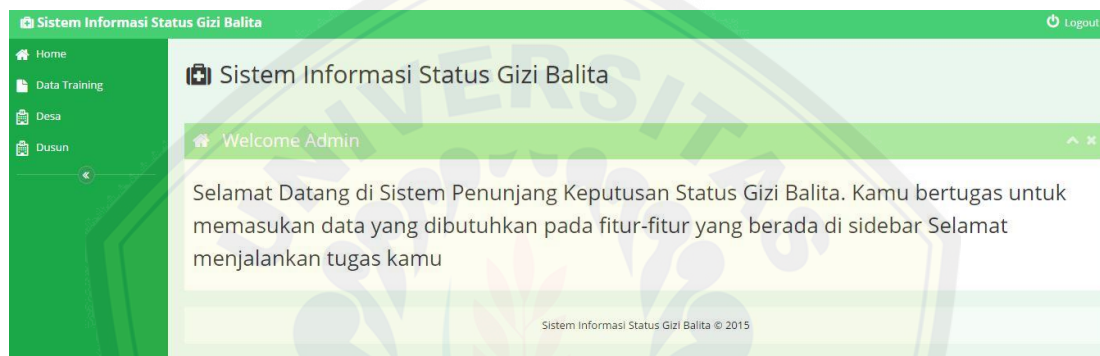 Sistem Informasi Status Gizi Balita
Logout
Home
Data Training
Desa
Dusun
Sistem Informasi Status Gizi Balita
Welcome Admin
Selamat Datang di Sistem Penunjang Keputusan Status Gizi Balita. Kamu bertugas untuk
memasukan data yang dibutuhkan pada fitur-fitur yang berada di sidebar Selamat
menjalankan tugas kamu
Sistem Informasi Status Gizi Balita © 2015
UNIVERSITAS